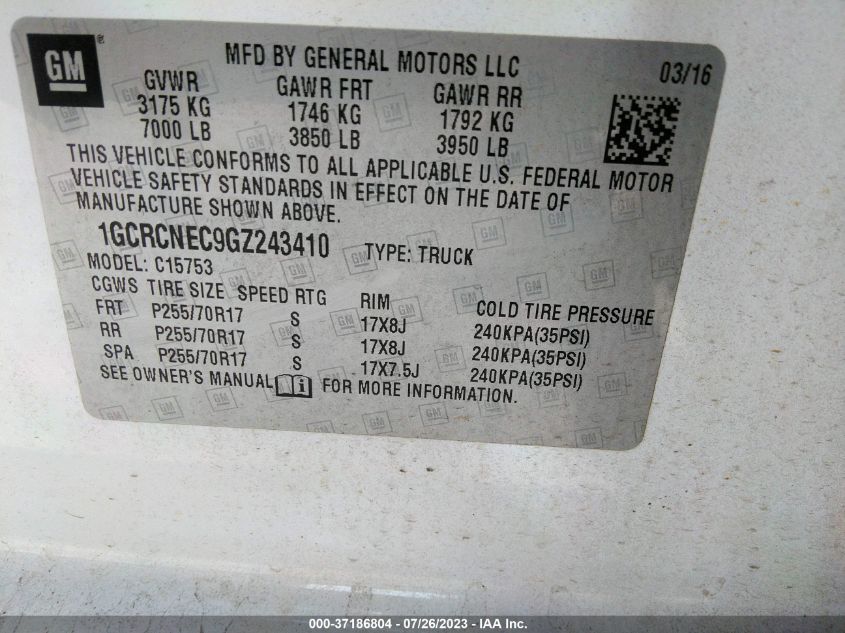 GM ®
MFD BY GENERAL MOTORS LLC 03/16
GVWR GAWR FRT GAWR RR
3175 KG 1746 KG 1792 KG
7000 LB 3850 LB 3950 LB
THIS VEHICLE CONFORMS TO ALL APPLICABLE U.S. FEDERAL MOTOR
VEHICLE SAFETY STANDARDS IN EFFECT ON THE DATE OF
MANUFACTURE SHOWN ABOVE.
1GCRCNEC9GZ243410 TYPE: TRUCK
MODEL: C15753
CGWS TIRE SIZE SPEED RTG RIM COLD TIRE PRESSURE
FRT P255/70R17 S 17X8J 240KPA(35PSI)
RR P255/70R17 S 17X8J 240KPA(35PSI)
SPA P255/70R17 S 17X7.5J 240KPA(35PSI)
SEE OWNER'S MANUAL FOR MORE INFORMATION.
000-37186804 - 07/26/2023 - IAA Inc.